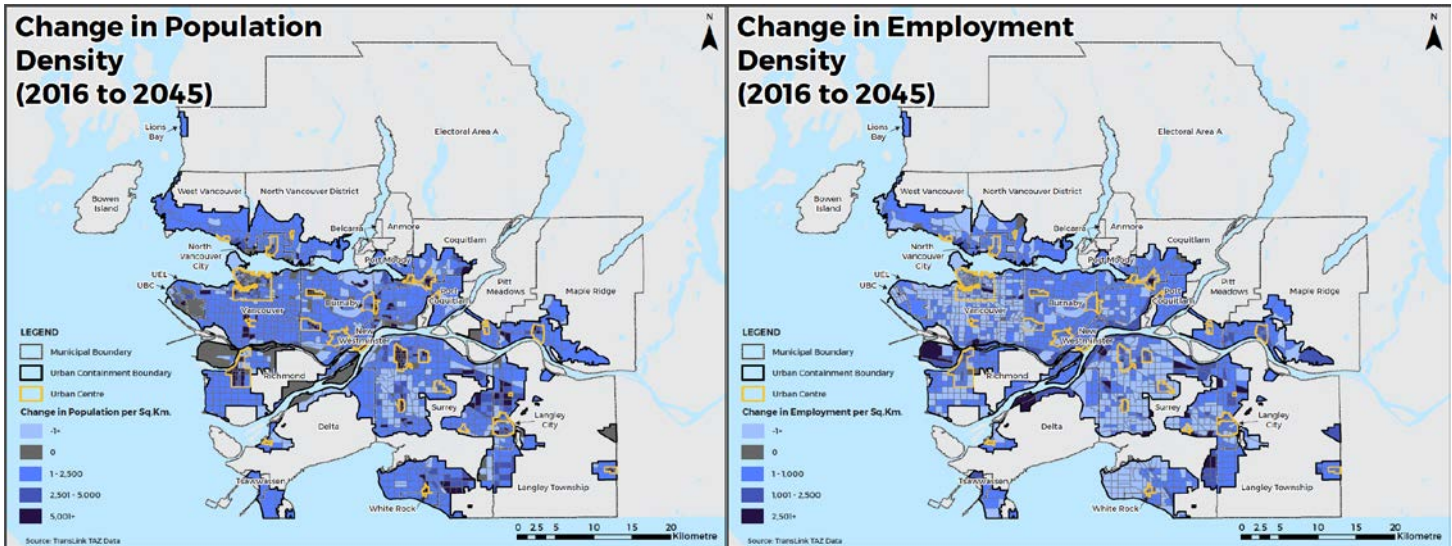 Change in Population
Density
(2016 to 2045)
N
Lions
Bay
Electoral Area A
Bowen
Island
West Vancouver
North Vancouver District
Belcarra
Anmore
Coquitlam
North
Vancouver
City
Port Moody
UEL
UBC
Vancouver
Burnaby
Port
Coquitlam
Pitt
Meadows
Maple Ridge
New
Westminster
Richmond
Surrey
Langley
City
Delta
Tsawwassen
Langley Township
White Rock
LEGEND
Municipal Boundary
Urban Containment Boundary
Urban Centre
Change in Population per Sq.Km.
-1+
0
1 - 2,500
2,501 - 5,000
5,001+
Source: TransLink TAZ Data
0 2.5 5 10 15 20
Kilometre
Change in Employment
Density
(2016 to 2045)
N
Lions
Bay
Electoral Area A
Bowen
Island
West Vancouver
North Vancouver District
Belcarra
Anmore
Coquitlam
North
Vancouver
City
Port Moody
UEL
UBC
Vancouver
Burnaby
Port
Coquitlam
Pitt
Meadows
Maple Ridge
New
Westminster
Richmond
Surrey
Langley
City
Delta
Tsawwassen
Langley Township
White Rock
LEGEND
Municipal Boundary
Urban Containment Boundary
Urban Centre
Change in Employment per Sq.Km.
-1+
0
1 - 1,000
1,001 - 2,500
2,501+
Source: TransLink TAZ Data
0 2.5 5 10 15 20
Kilometre